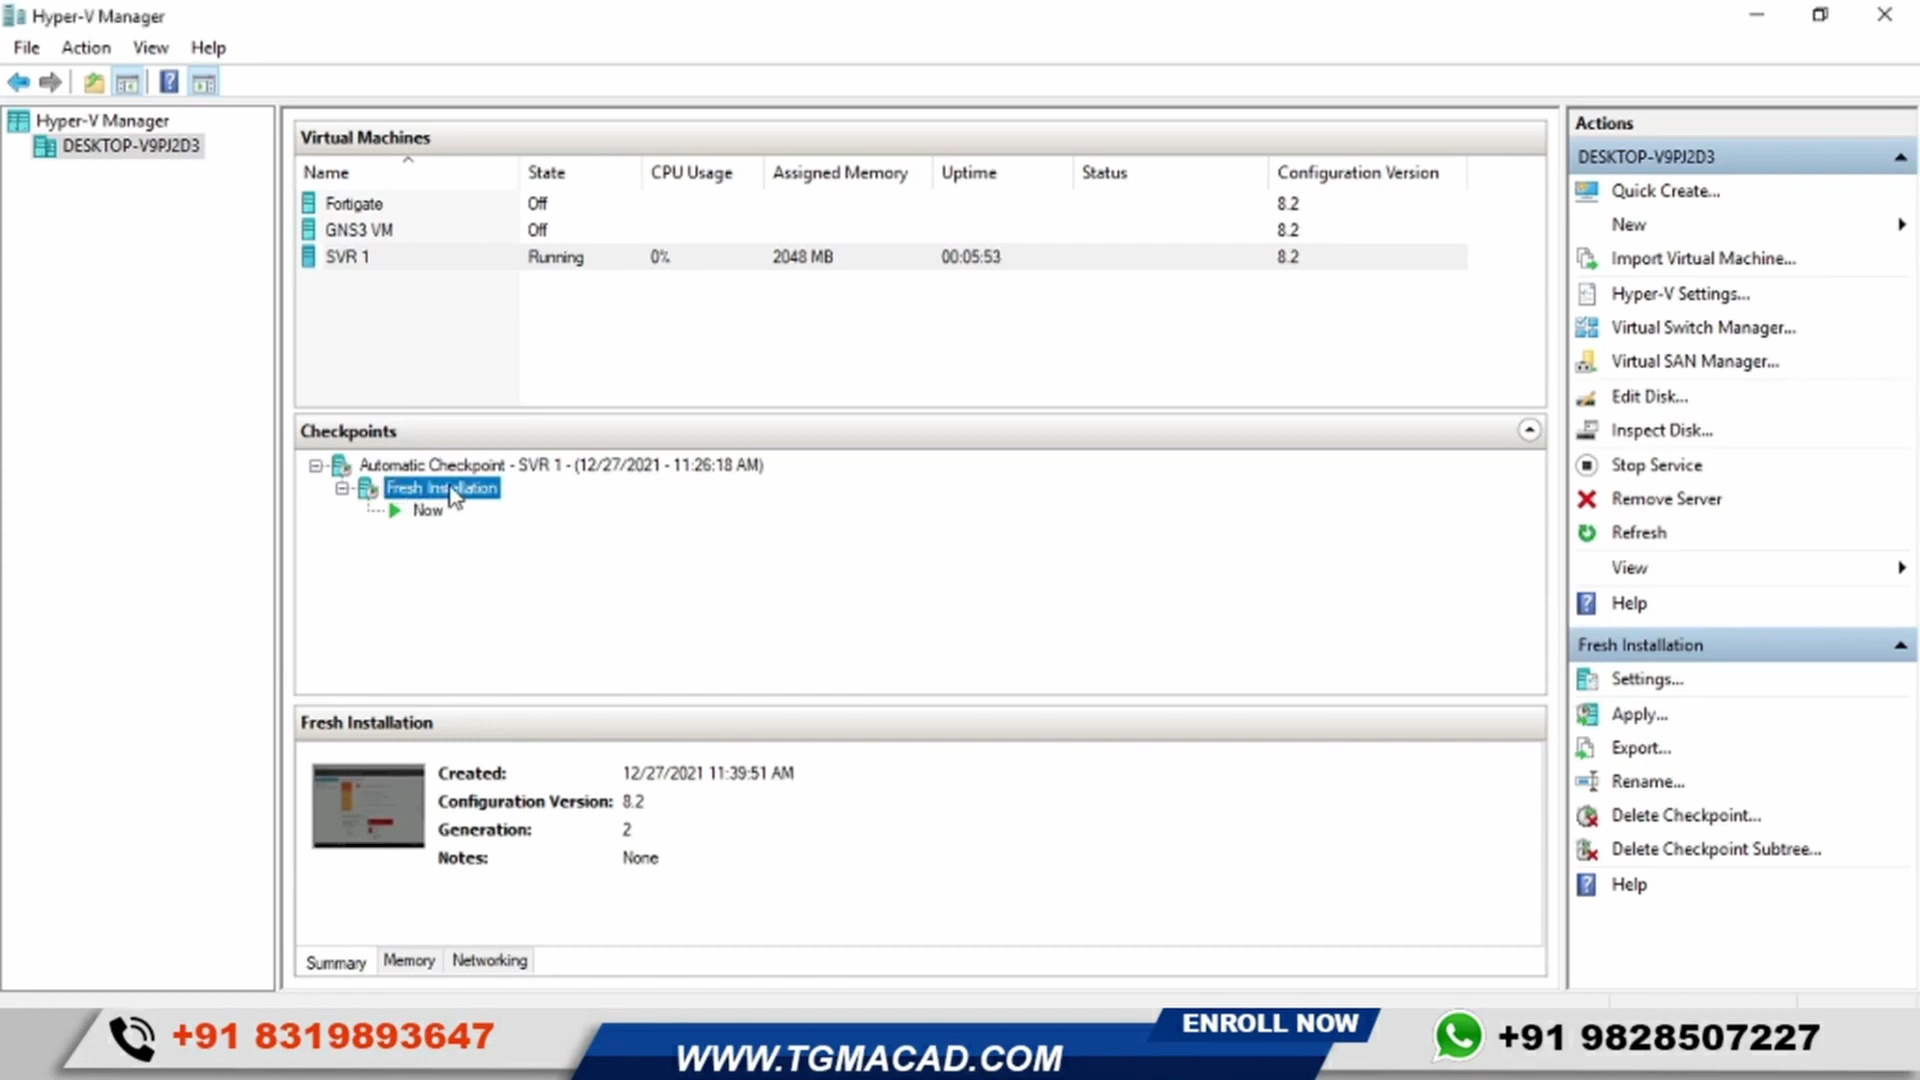 Hyper-V Manager
File Action View Help
Hyper-V Manager
DESKTOP-V9PJ2D3
Virtual Machines
Name State CPU Usage Assigned Memory Uptime Status Configuration Version
Fortigate Off 8.2
GNS3 VM Off 8.2
SVR 1 Running 0% 2048 MB 00:05:53 8.2
Checkpoints
Automatic Checkpoint - SVR 1 - (12/27/2021 - 11:26:18 AM)
Fresh Installation
Now
Fresh Installation
Created: 12/27/2021 11:39:51 AM
Configuration Version: 8.2
Generation: 2
Notes: None
Summary Memory Networking
Actions
DESKTOP-V9PJ2D3
Quick Create...
New
Import Virtual Machine...
Hyper-V Settings...
Virtual Switch Manager...
Virtual SAN Manager...
Edit Disk...
Inspect Disk...
Stop Service
Remove Server
Refresh
View
Help
Fresh Installation
Settings...
Apply...
Export...
Rename...
Delete Checkpoint...
Delete Checkpoint Subtree...
Help
+91 8319893647
WWW.TGMACAD.COM
ENROLL NOW
+91 9828507227